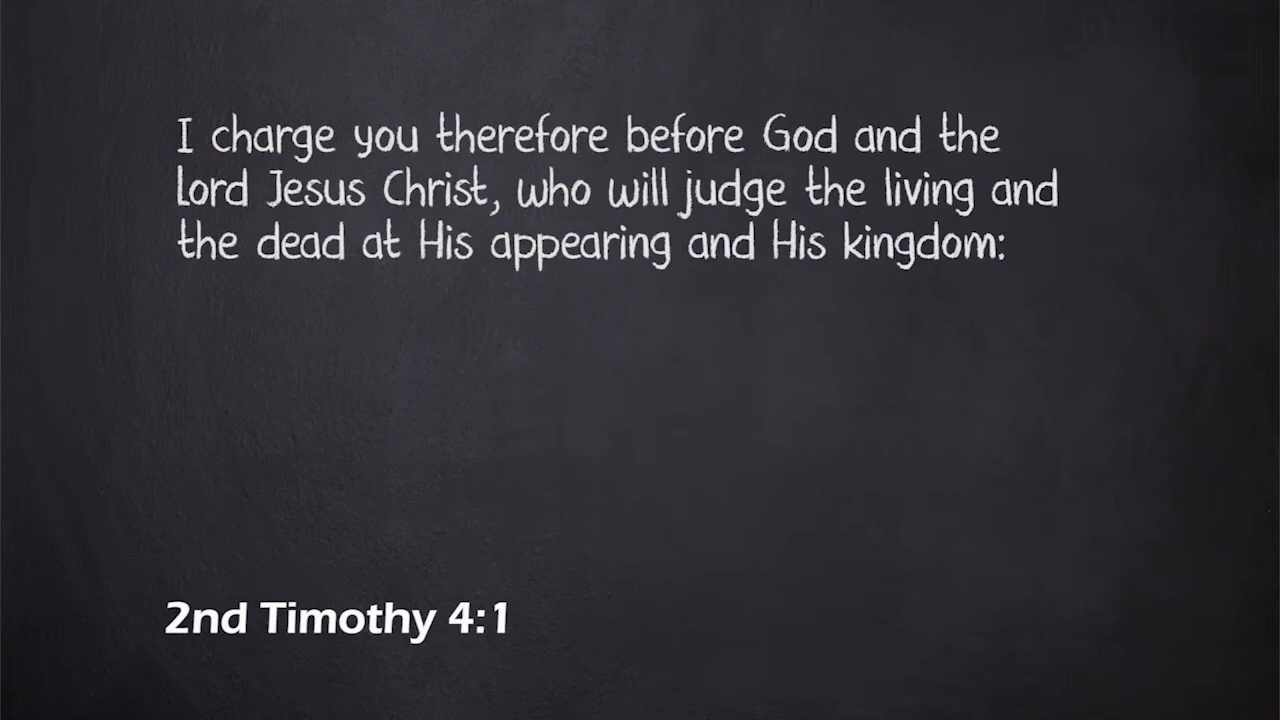 I charge you therefore before God and the
Lord Jesus Christ, who will judge the living and
the dead at His appearing and His kingdom:
2nd Timothy 4:1